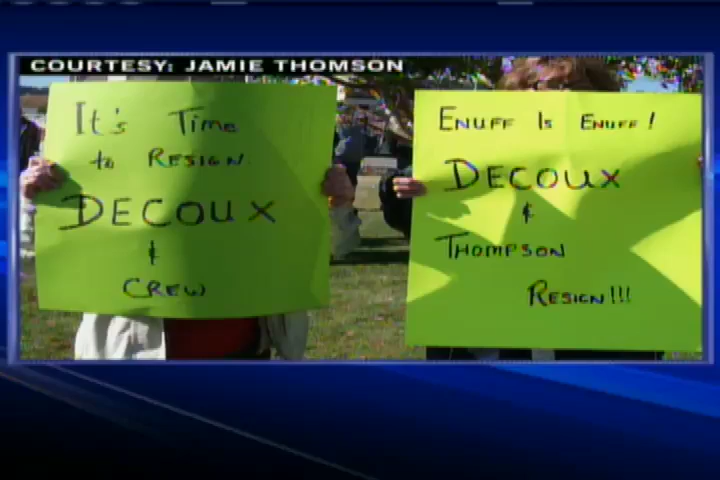 COURTESY: JAMIE THOMSON
It's Time
to RESIGN
DECOUX
&
CREW
ENUFF IS ENUFF!
DECOUX
&
THOMPSON
RESIGN!!!